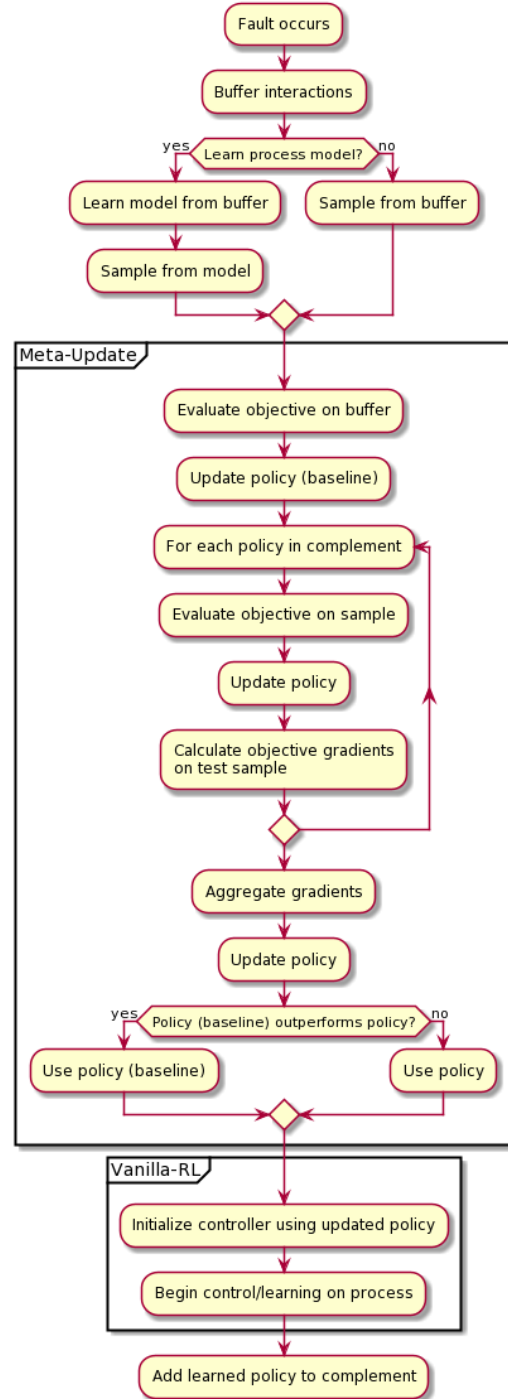 Fault occurs
Buffer interactions
yes
Learn process model?
no
Learn model from buffer
Sample from buffer
Sample from model
Meta-Update
Evaluate objective on buffer
Update policy (baseline)
For each policy in complement
Evaluate objective on sample
Update policy
Calculate objective gradients
on test sample
Aggregate gradients
Update policy
yes
Policy (baseline) outperforms policy?
no
Use policy (baseline)
Use policy
Vanilla-RL
Initialize controller using updated policy
Begin control/learning on process
Add learned policy to complement